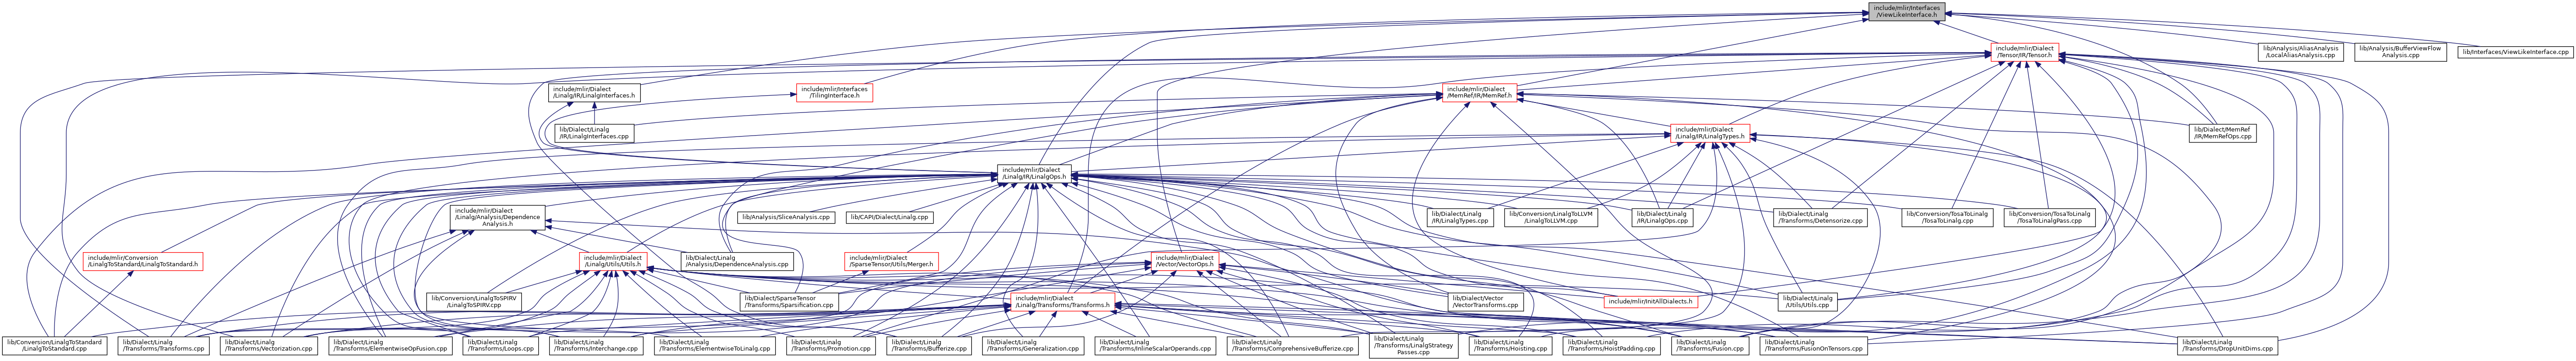 include/mlir/Interfaces
/ViewLikeInterface.h
include/mlir/Dialect
/Tensor/IR/Tensor.h
lib/Analysis/AliasAnalysis
/LocalAliasAnalysis.cpp
lib/Analysis/BufferViewFlow
Analysis.cpp
lib/Interfaces/ViewLikeInterface.cpp
include/mlir/Dialect
/Linalg/IR/LinalgInterfaces.h
include/mlir/Interfaces
/TilingInterface.h
include/mlir/Dialect
/MemRef/IR/MemRef.h
lib/Dialect/Linalg
/IR/LinalgInterfaces.cpp
include/mlir/Dialect
/Linalg/IR/LinalgTypes.h
lib/Dialect/MemRef
/IR/MemRefOps.cpp
include/mlir/Dialect
/Linalg/IR/LinalgOps.h
include/mlir/Dialect
/Linalg/Analysis/Dependence
Analysis.h
lib/Analysis/SliceAnalysis.cpp
lib/CAPI/Dialect/Linalg.cpp
lib/Dialect/Linalg
/IR/LinalgTypes.cpp
lib/Conversion/LinalgToLLVM
/LinalgToLLVM.cpp
lib/Dialect/Linalg
/IR/LinalgOps.cpp
lib/Dialect/Linalg
/Transforms/Detensorize.cpp
lib/Conversion/TosaToLinalg
/TosaToLinalg.cpp
lib/Conversion/TosaToLinalg
/TosaToLinalgPass.cpp
include/mlir/Conversion
/LinalgToStandard/LinalgToStandard.h
include/mlir/Dialect
/Linalg/Utils/Utils.h
lib/Dialect/Linalg
/Analysis/DependenceAnalysis.cpp
include/mlir/Dialect
/SparseTensor/Utils/Merger.h
include/mlir/Dialect
/Vector/VectorOps.h
lib/Conversion/LinalgToSPIRV
/LinalgToSPIRV.cpp
lib/Dialect/SparseTensor
/Transforms/Sparsification.cpp
include/mlir/Dialect
/Linalg/Transforms/Transforms.h
lib/Dialect/Vector
/VectorTransforms.cpp
include/mlir/InitAllDialects.h
lib/Dialect/Linalg
/Utils/Utils.cpp
lib/Conversion/LinalgToStandard
/LinalgToStandard.cpp
lib/Dialect/Linalg
/Transforms/Transforms.cpp
lib/Dialect/Linalg
/Transforms/Vectorization.cpp
lib/Dialect/Linalg
/Transforms/ElementwiseOpFusion.cpp
lib/Dialect/Linalg
/Transforms/Loops.cpp
lib/Dialect/Linalg
/Transforms/Interchange.cpp
lib/Dialect/Linalg
/Transforms/ElementwiseToLinalg.cpp
lib/Dialect/Linalg
/Transforms/Promotion.cpp
lib/Dialect/Linalg
/Transforms/Bufferize.cpp
lib/Dialect/Linalg
/Transforms/Generalization.cpp
lib/Dialect/Linalg
/Transforms/InlineScalarOperands.cpp
lib/Dialect/Linalg
/Transforms/ComprehensiveBufferize.cpp
lib/Dialect/Linalg
/Transforms/LinalgStrategy
Passes.cpp
lib/Dialect/Linalg
/Transforms/Hoisting.cpp
lib/Dialect/Linalg
/Transforms/HoistPadding.cpp
lib/Dialect/Linalg
/Transforms/Fusion.cpp
lib/Dialect/Linalg
/Transforms/FusionOnTensors.cpp
lib/Dialect/Linalg
/Transforms/DropUnitDims.cpp